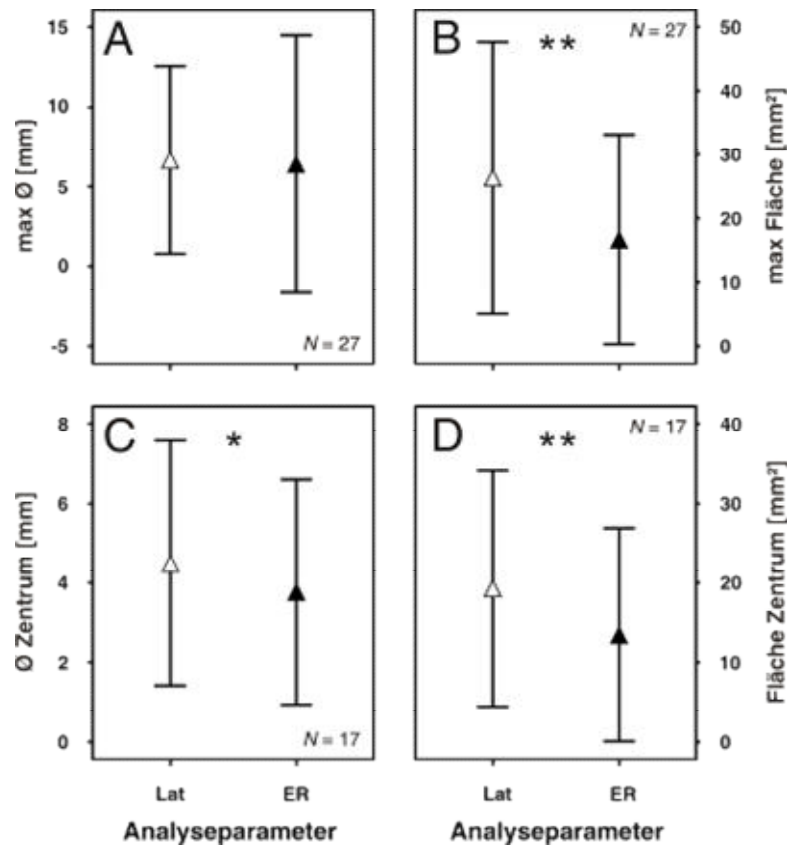 A
max Ø [mm]
15
10
5
0
-5
N = 27
B
**
N = 27
50
40
30
20
10
0
max Fläche [mm²]
C
*
Ø Zentrum [mm]
8
6
4
2
0
N = 17
Lat
ER
Analyseparameter
D
**
N = 17
40
30
20
10
0
Fläche Zentrum [mm²]
Lat
ER
Analyseparameter